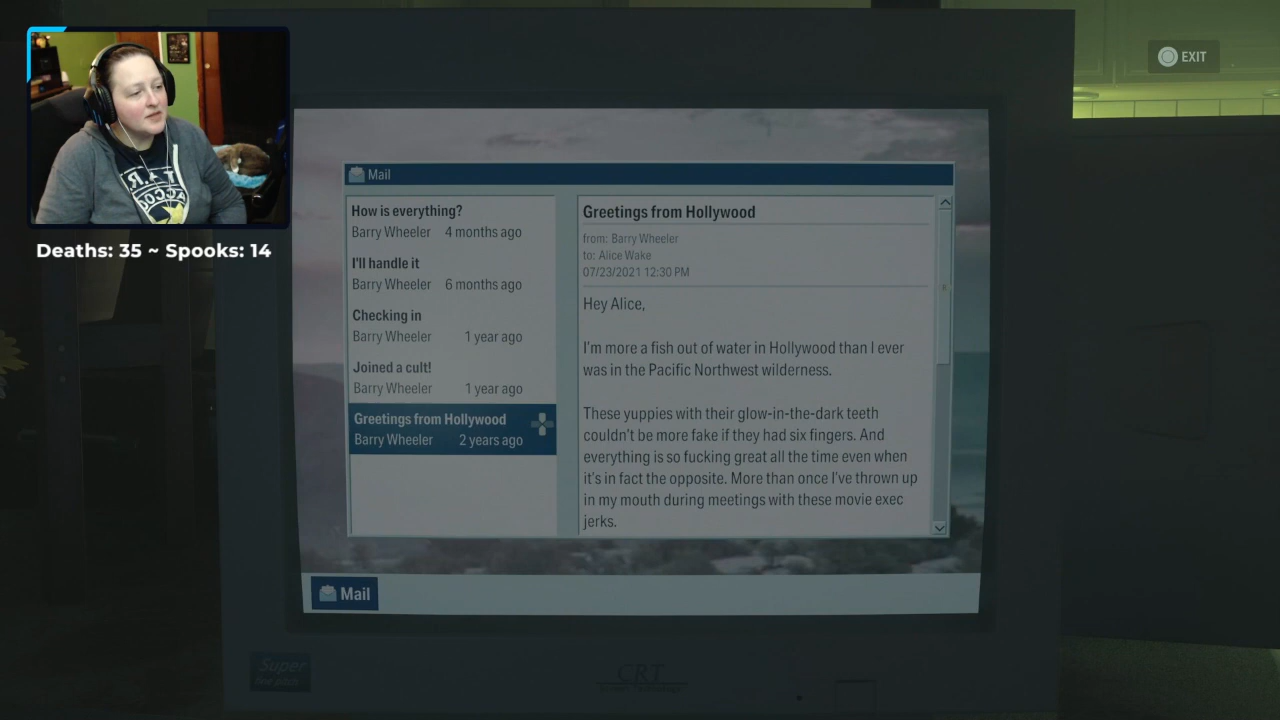 EXIT
Deaths: 35 ~ Spooks: 14
Mail
How is everything?
Barry Wheeler 4 months ago
I'll handle it
Barry Wheeler 6 months ago
Checking in
Barry Wheeler 1 year ago
Joined a cult!
Barry Wheeler 1 year ago
Greetings from Hollywood
Barry Wheeler 2 years ago
Greetings from Hollywood
from: Barry Wheeler
to: Alice Wake
07/23/2021 12:30 PM
Hey Alice,
I'm more a fish out of water in Hollywood than I ever
was in the Pacific Northwest wilderness.
These yuppies with their glow-in-the-dark teeth
couldn't be more fake if they had six fingers. And
everything is so fucking great all the time even when
it's in fact the opposite. More than once I've thrown up
in my mouth during meetings with these movie exec
jerks.
Mail
Super
CRT